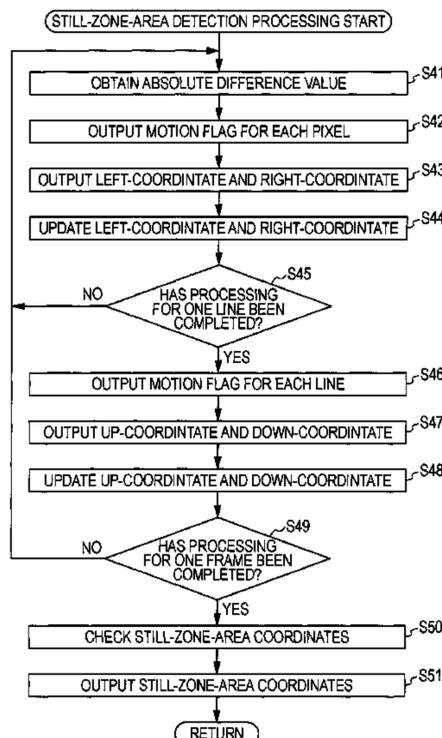 STILL-ZONE-AREA DETECTION PROCESSING START
S41
OBTAIN ABSOLUTE DIFFERENCE VALUE
S42
OUTPUT MOTION FLAG FOR EACH PIXEL
S43
OUTPUT LEFT-COORDINTATE AND RIGHT-COORDINTATE
S44
UPDATE LEFT-COORDINTATE AND RIGHT-COORDINTATE
S45
NO
HAS PROCESSING
FOR ONE LINE BEEN
COMPLETED?
YES
S46
OUTPUT MOTION FLAG FOR EACH LINE
S47
OUTPUT UP-COORDINTATE AND DOWN-COORDINTATE
S48
UPDATE UP-COORDINTATE AND DOWN-COORDINTATE
S49
NO
HAS PROCESSING
FOR ONE FRAME BEEN
COMPLETED?
YES
S50
CHECK STILL-ZONE-AREA COORDINATES
S51
OUTPUT STILL-ZONE-AREA COORDINATES
RETURN